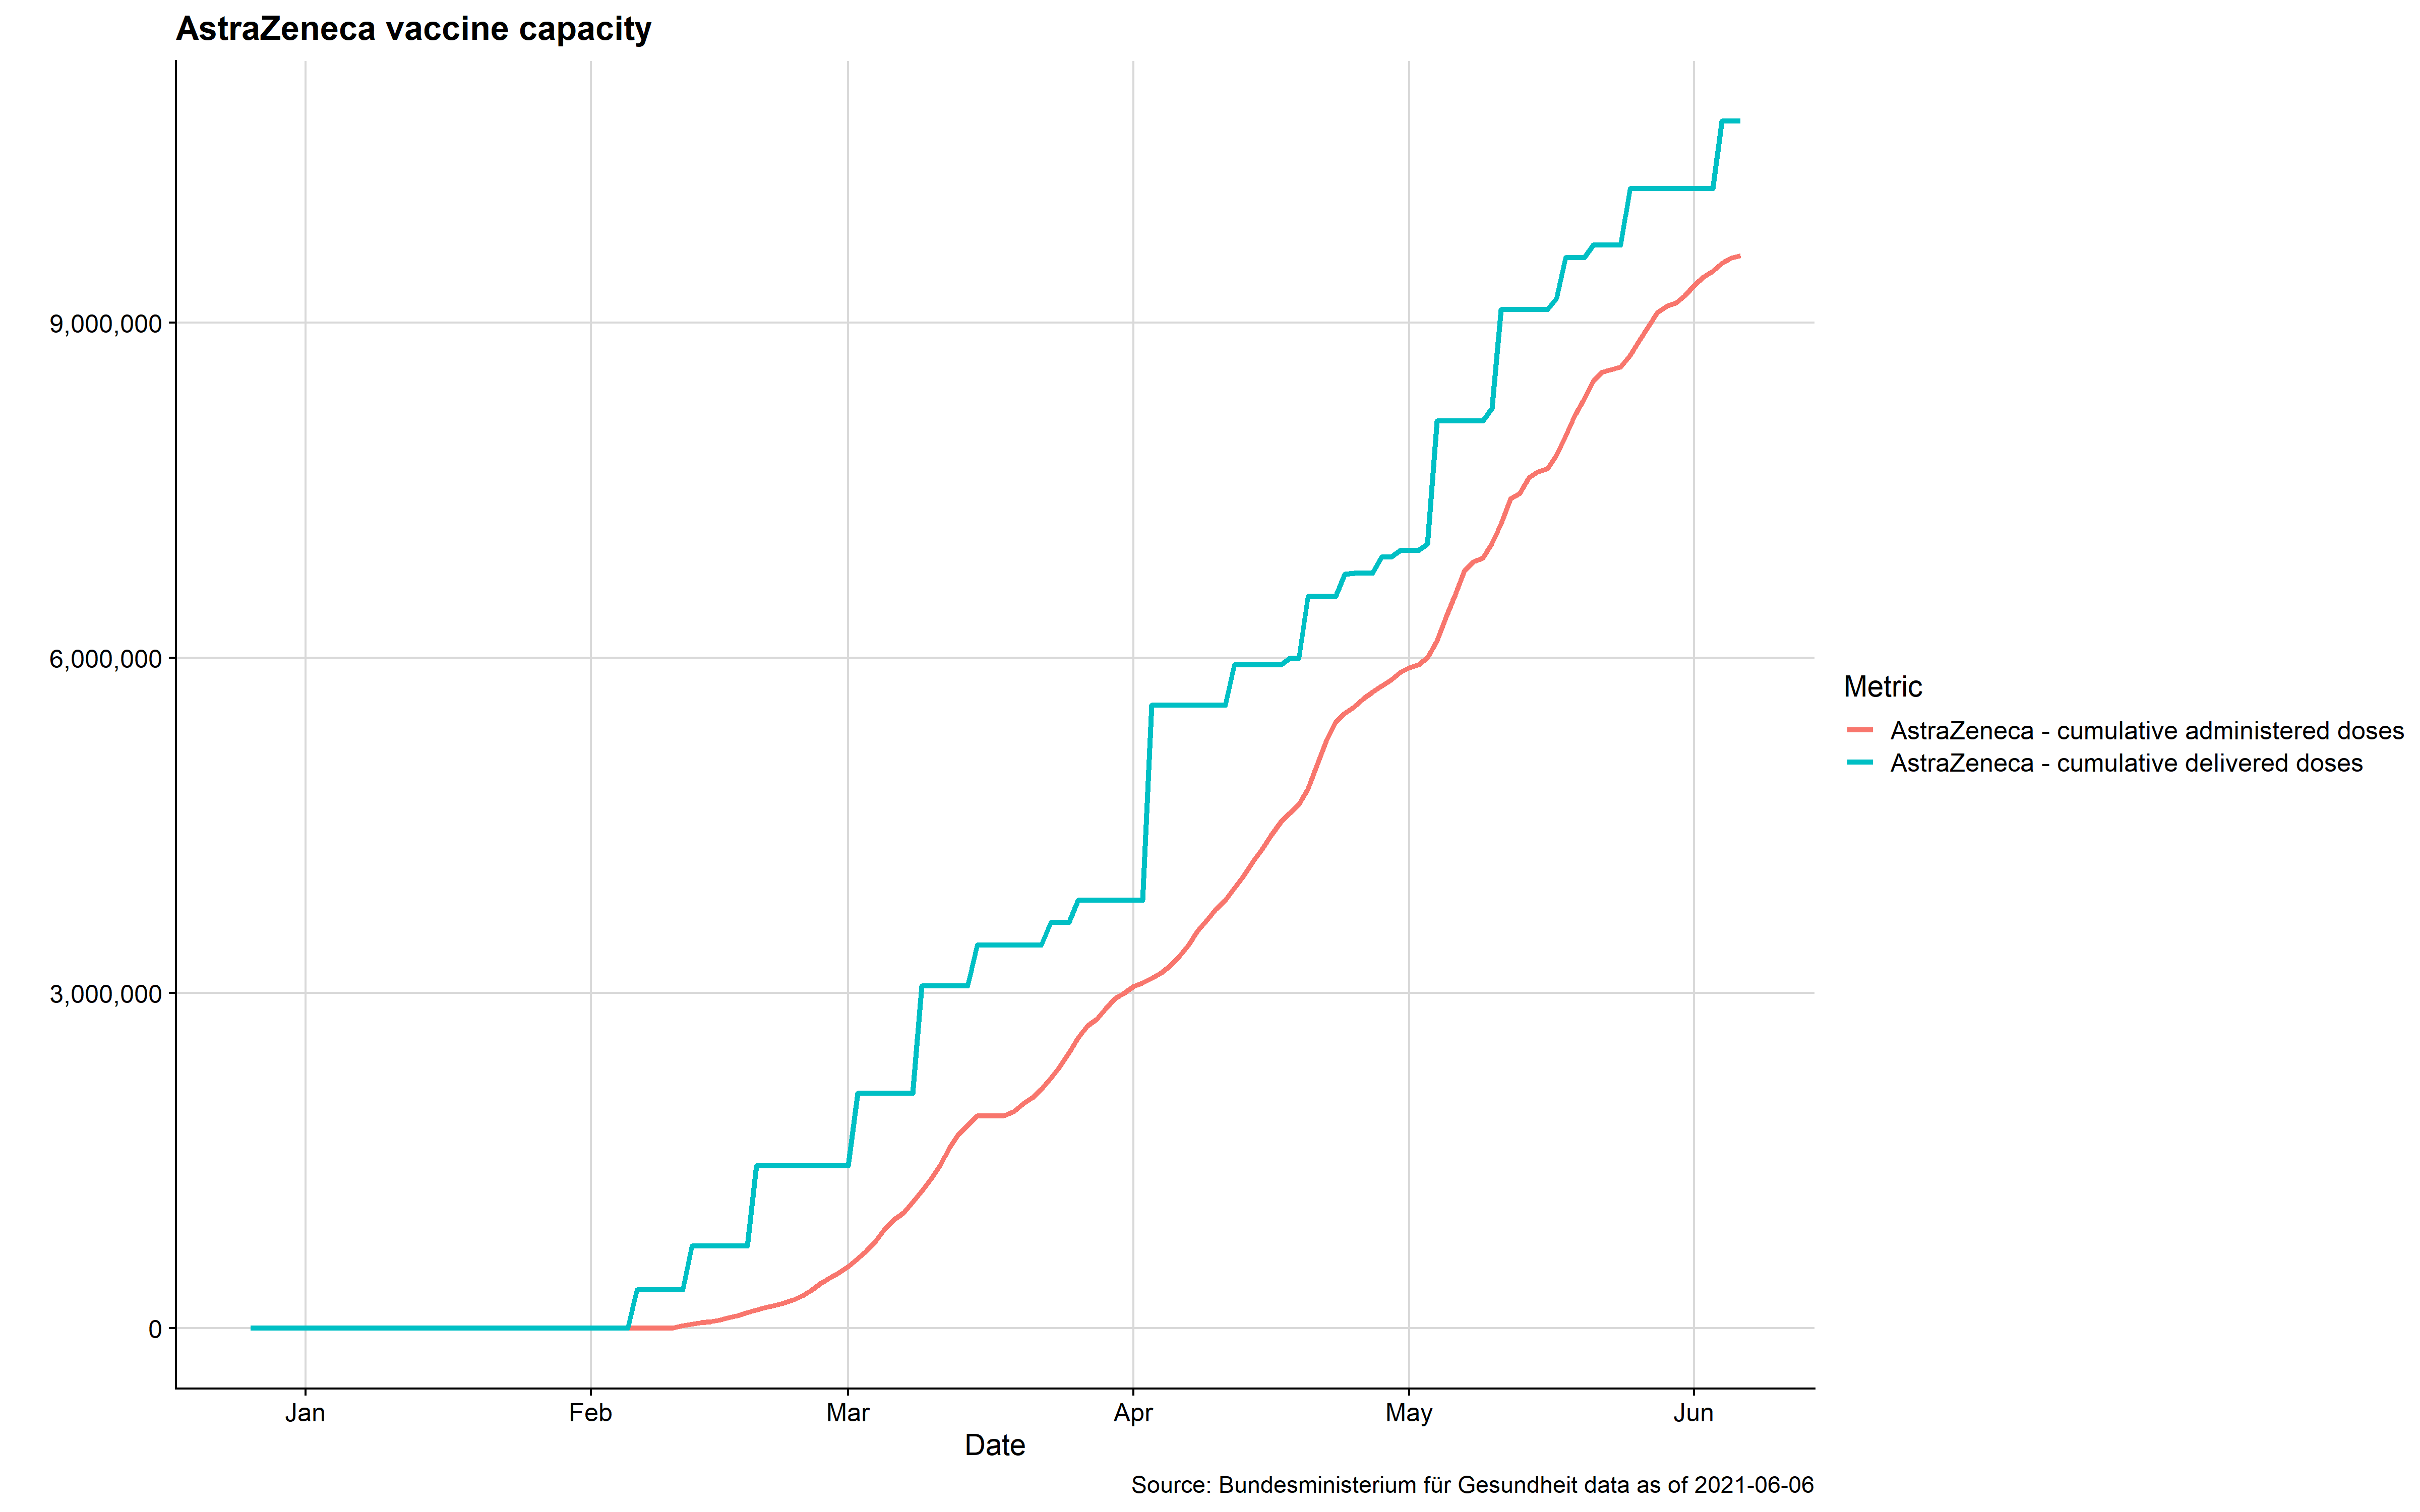 AstraZeneca vaccine capacity
9,000,000
6,000,000
3,000,000
0
Jan Feb Mar Apr May Jun
Date
Metric
AstraZeneca - cumulative administered doses
AstraZeneca - cumulative delivered doses
Source: Bundesministerium für Gesundheit data as of 2021-06-06